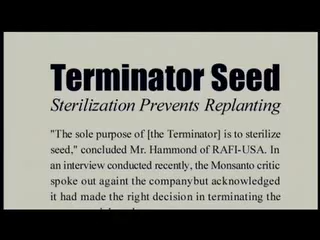 Terminator Seed
Sterilization Prevents Replanting
"The sole purpose of [the Terminator] is to sterilize
seed," concluded Mr. Hammond of RAFI-USA. In
an interview conducted recently, the Monsanto critic
spoke out againt the companybut acknowledged
it had made the right decision in terminating the